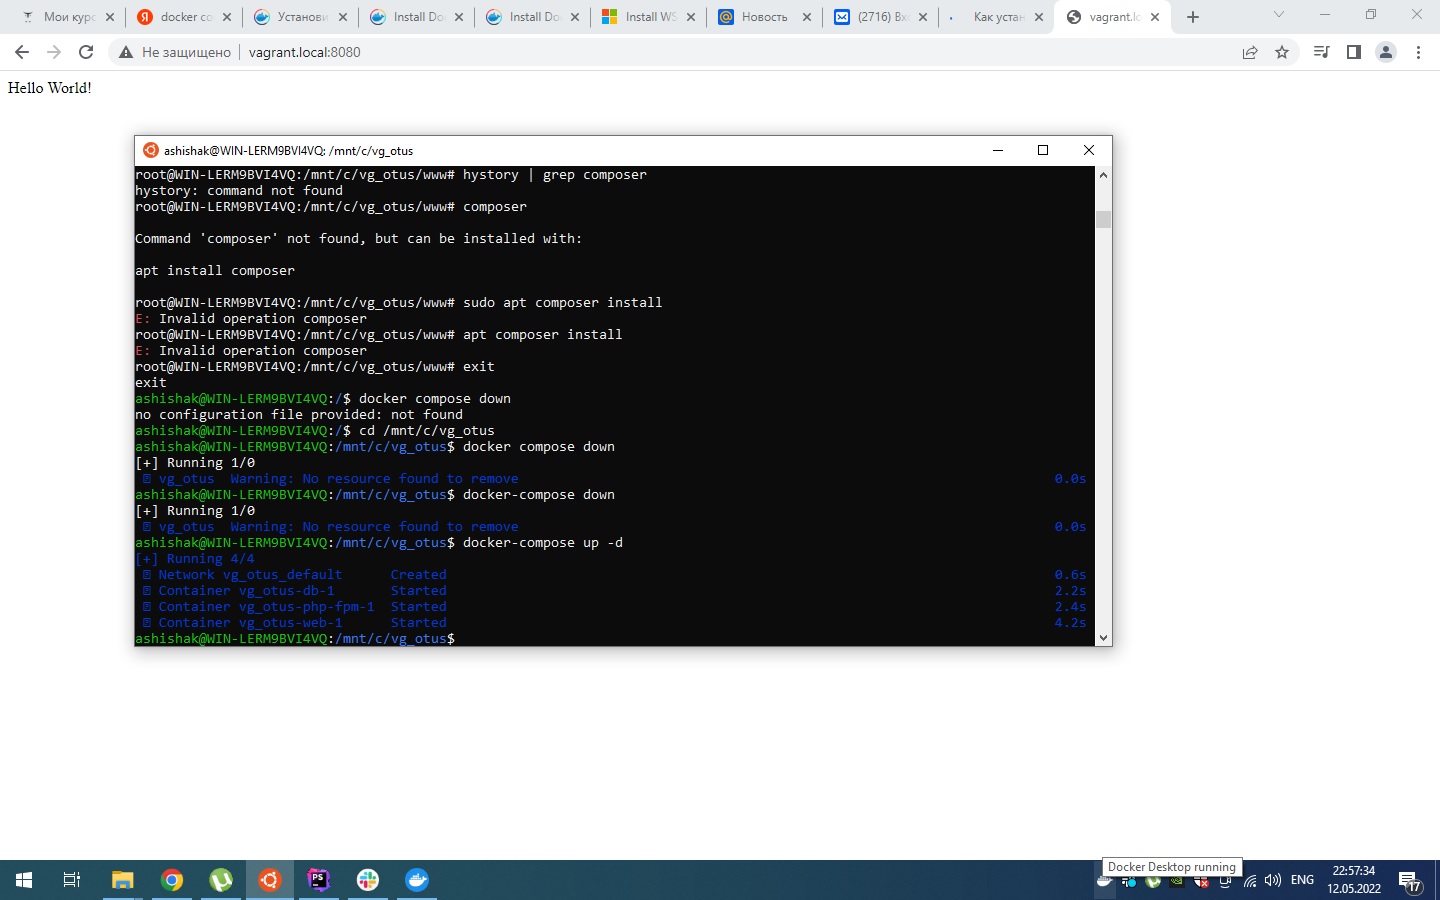 Мои курс
docker co
Установи
Install Do
Install Do
Install WS
Новость
(2716) Вх
Как устан
vagrant.lo
Не защищено
vagrant.local:8080
Hello World!
ashishak@WIN-LERM9BVI4VQ: /mnt/c/vg_otus
root@WIN-LERM9BVI4VQ:/mnt/c/vg_otus/www# hystory | grep composer
hystory: command not found
root@WIN-LERM9BVI4VQ:/mnt/c/vg_otus/www# composer
Command 'composer' not found, but can be installed with:
apt install composer
root@WIN-LERM9BVI4VQ:/mnt/c/vg_otus/www# sudo apt composer install
E: Invalid operation composer
root@WIN-LERM9BVI4VQ:/mnt/c/vg_otus/www# apt composer install
E: Invalid operation composer
root@WIN-LERM9BVI4VQ:/mnt/c/vg_otus/www# exit
exit
ashishak@WIN-LERM9BVI4VQ:/$ docker compose down
no configuration file provided: not found
ashishak@WIN-LERM9BVI4VQ:/$ cd /mnt/c/vg_otus
ashishak@WIN-LERM9BVI4VQ:/mnt/c/vg_otus$ docker compose down
[+] Running 1/0
vg_otus Warning: No resource found to remove 0.0s
ashishak@WIN-LERM9BVI4VQ:/mnt/c/vg_otus$ docker-compose down
[+] Running 1/0
vg_otus Warning: No resource found to remove 0.0s
ashishak@WIN-LERM9BVI4VQ:/mnt/c/vg_otus$ docker-compose up -d
[+] Running 4/4
Network vg_otus_default Created 0.6s
Container vg_otus-db-1 Started 2.2s
Container vg_otus-php-fpm-1 Started 2.4s
Container vg_otus-web-1 Started 4.2s
ashishak@WIN-LERM9BVI4VQ:/mnt/c/vg_otus$
Docker Desktop running
PS
ENG
22:57:34
12.05.2022
17